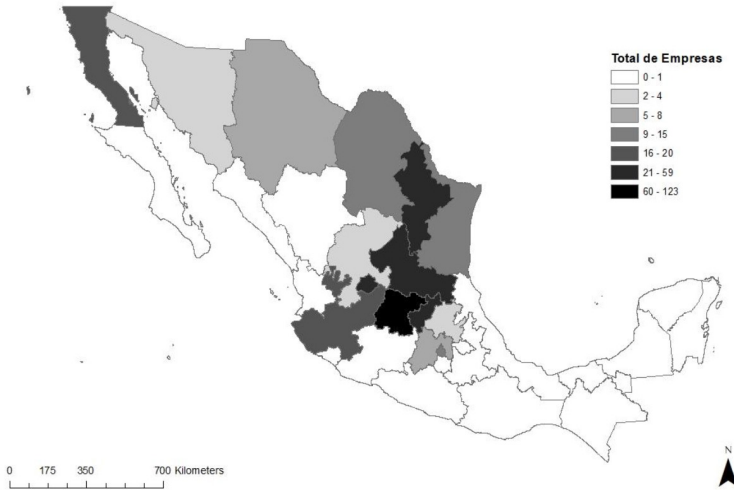 Total de Empresas
0 - 1
2 - 4
5 - 8
9 - 15
16 - 20
21 - 59
60 - 123
N
0 175 350 700 Kilometers